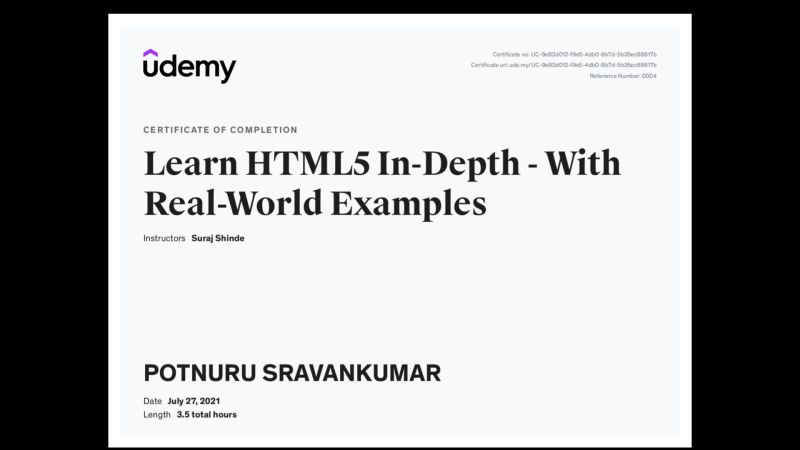 udemy
Certificate no: UC-9e82d012-f9e5-4db0-8b7d-5b35ec68617b
Certificate url: ude.my/UC-9e82d012-f9e5-4db0-8b7d-5b35ec68617b
Reference Number: 0004
CERTIFICATE OF COMPLETION
Learn HTML5 In-Depth - With
Real-World Examples
Instructors Suraj Shinde
POTNURU SRAVANKUMAR
Date July 27, 2021
Length 3.5 total hours